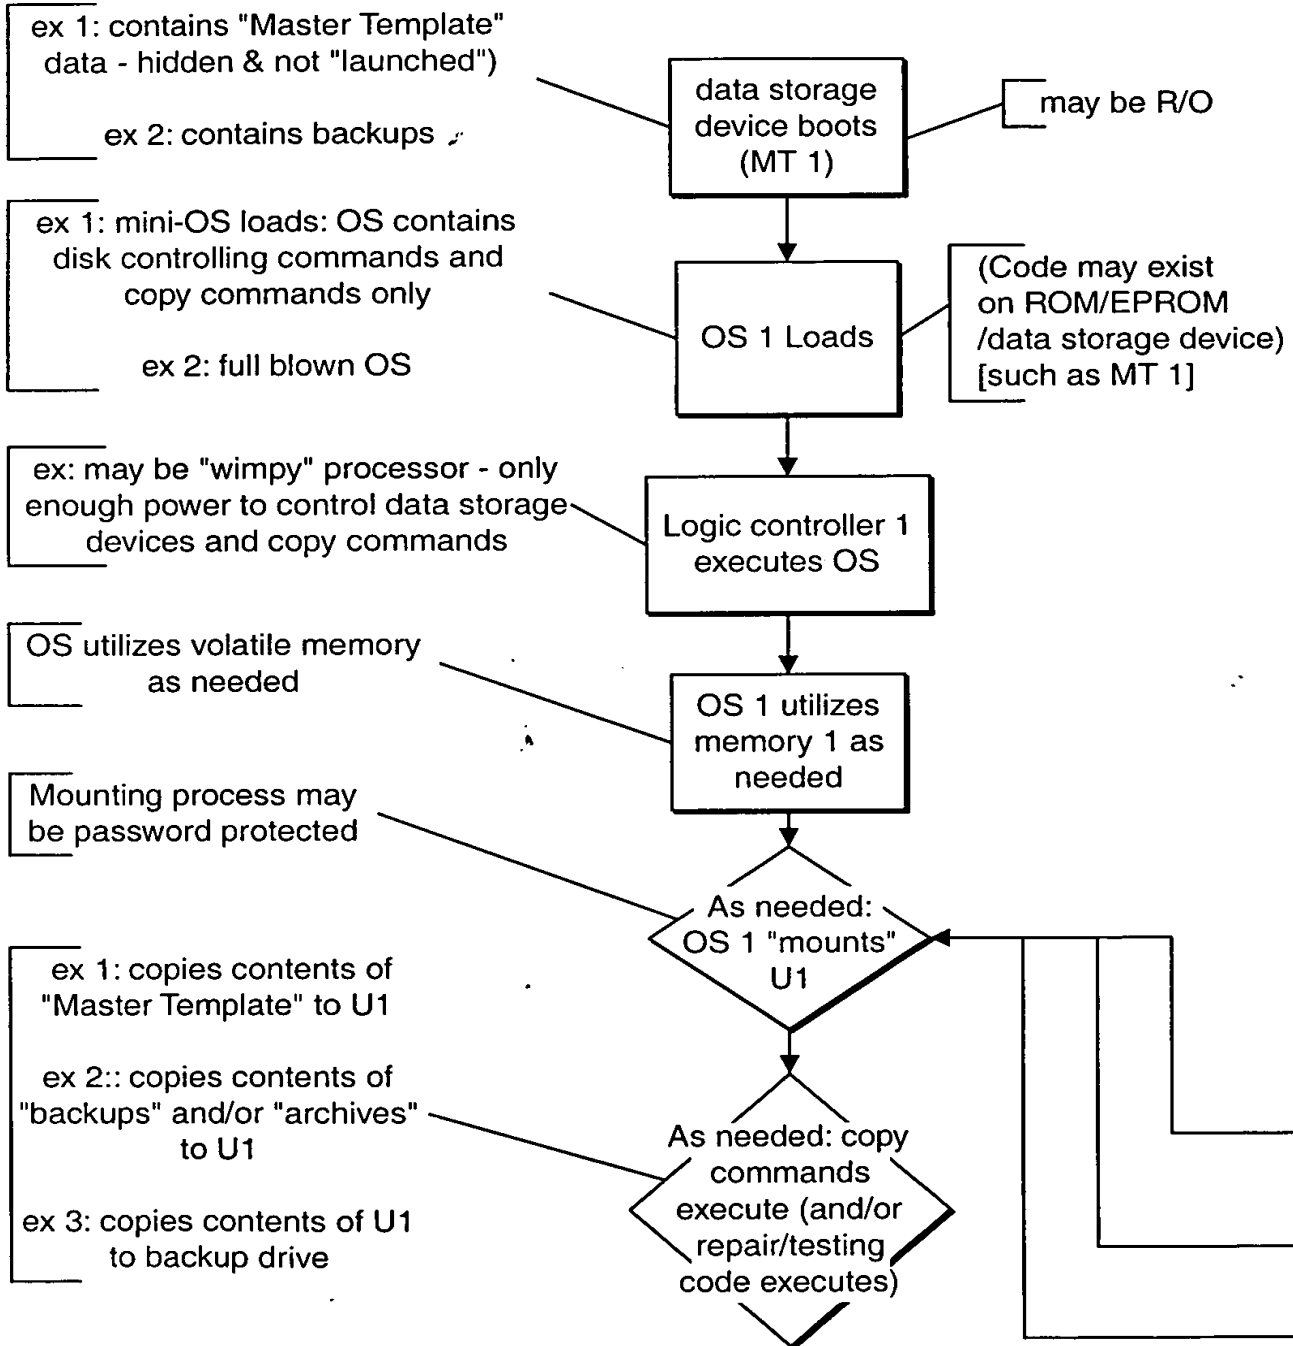 ex 1: contains "Master Template"
data - hidden & not "launched")
ex 2: contains backups
data storage
device boots
(MT 1)
may be R/O
ex 1: mini-OS loads: OS contains
disk controlling commands and
copy commands only
ex 2: full blown OS
OS 1 Loads
(Code may exist
on ROM/EPROM
/data storage device)
[such as MT 1]
ex: may be "wimpy" processor - only
enough power to control data storage
devices and copy commands
Logic controller 1
executes OS
OS utilizes volatile memory
as needed
OS 1 utilizes
memory 1 as
needed
Mounting process may
be password protected
As needed:
OS 1 "mounts"
U1
ex 1: copies contents of
"Master Template" to U1
ex 2:: copies contents of
"backups" and/or "archives"
to U1
ex 3: copies contents of U1
to backup drive
As needed: copy
commands
execute (and/or
repair/testing
code executes)